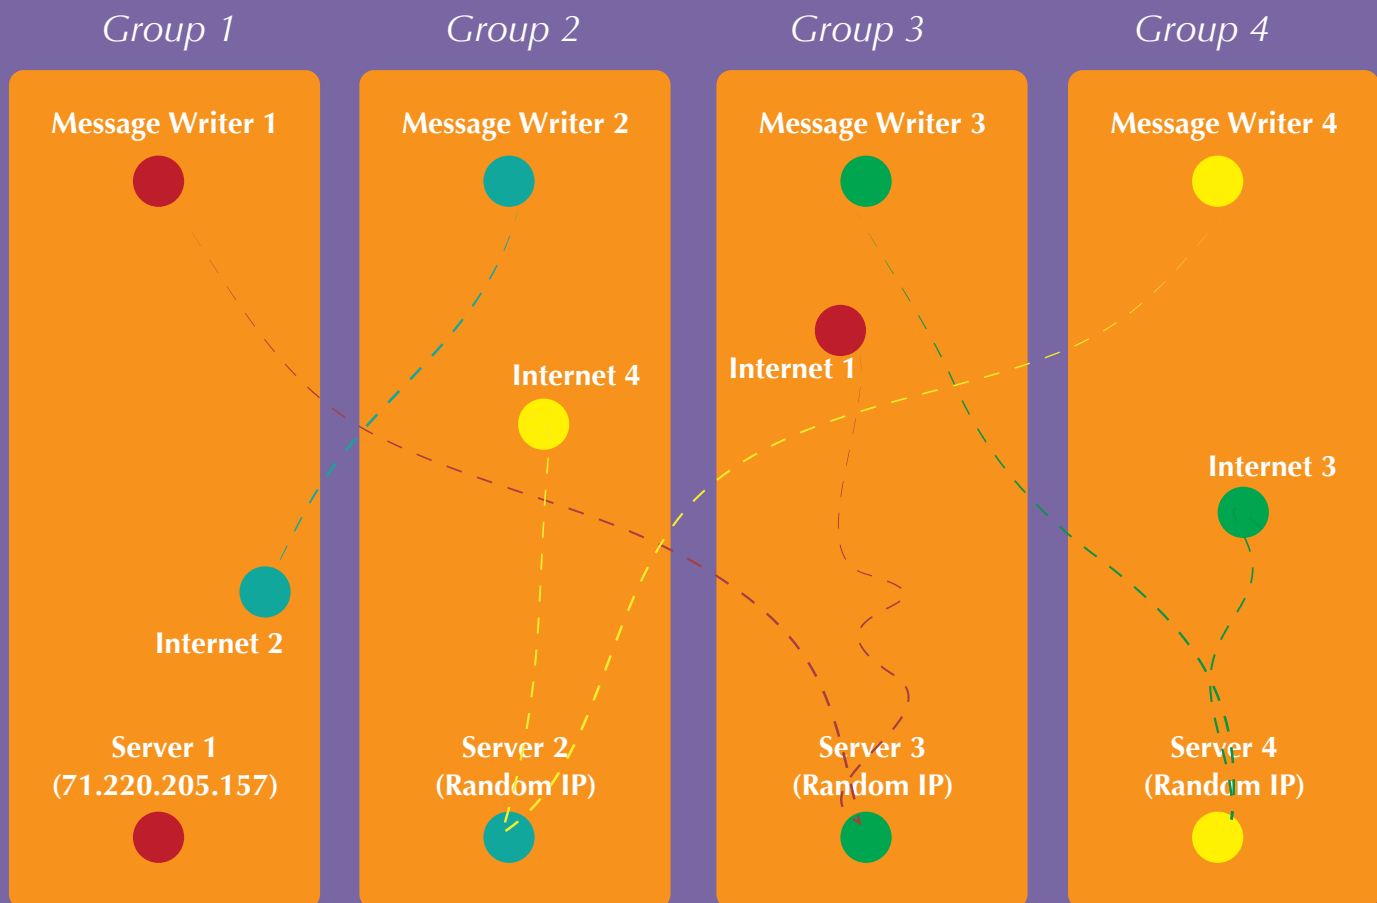 Group 1
Group 2
Group 3
Group 4
Message Writer 1
Message Writer 2
Message Writer 3
Message Writer 4
Internet 1
Internet 4
Internet 3
Internet 2
Server 1
(71.220.205.157)
Server 2
(Random IP)
Server 3
(Random IP)
Server 4
(Random IP)